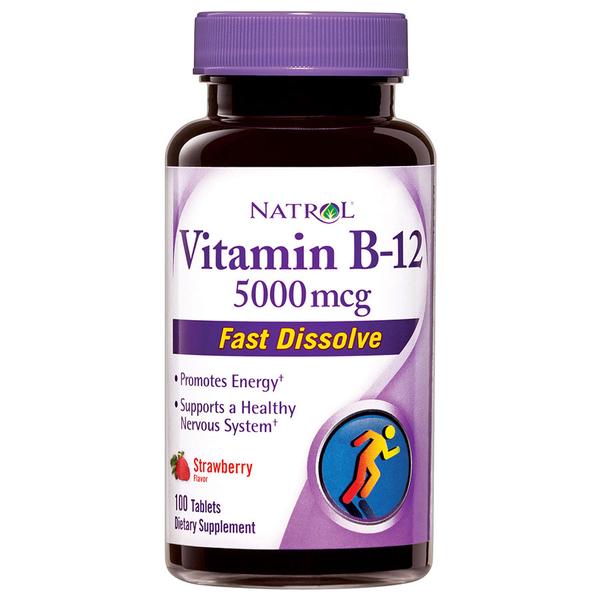 NATROL
Vitamin B-12
5000 mcg
Fast Dissolve
• Promotes Energy†
• Supports a Healthy
Nervous System†
Strawberry
Flavor
100 Tablets
Dietary Supplement